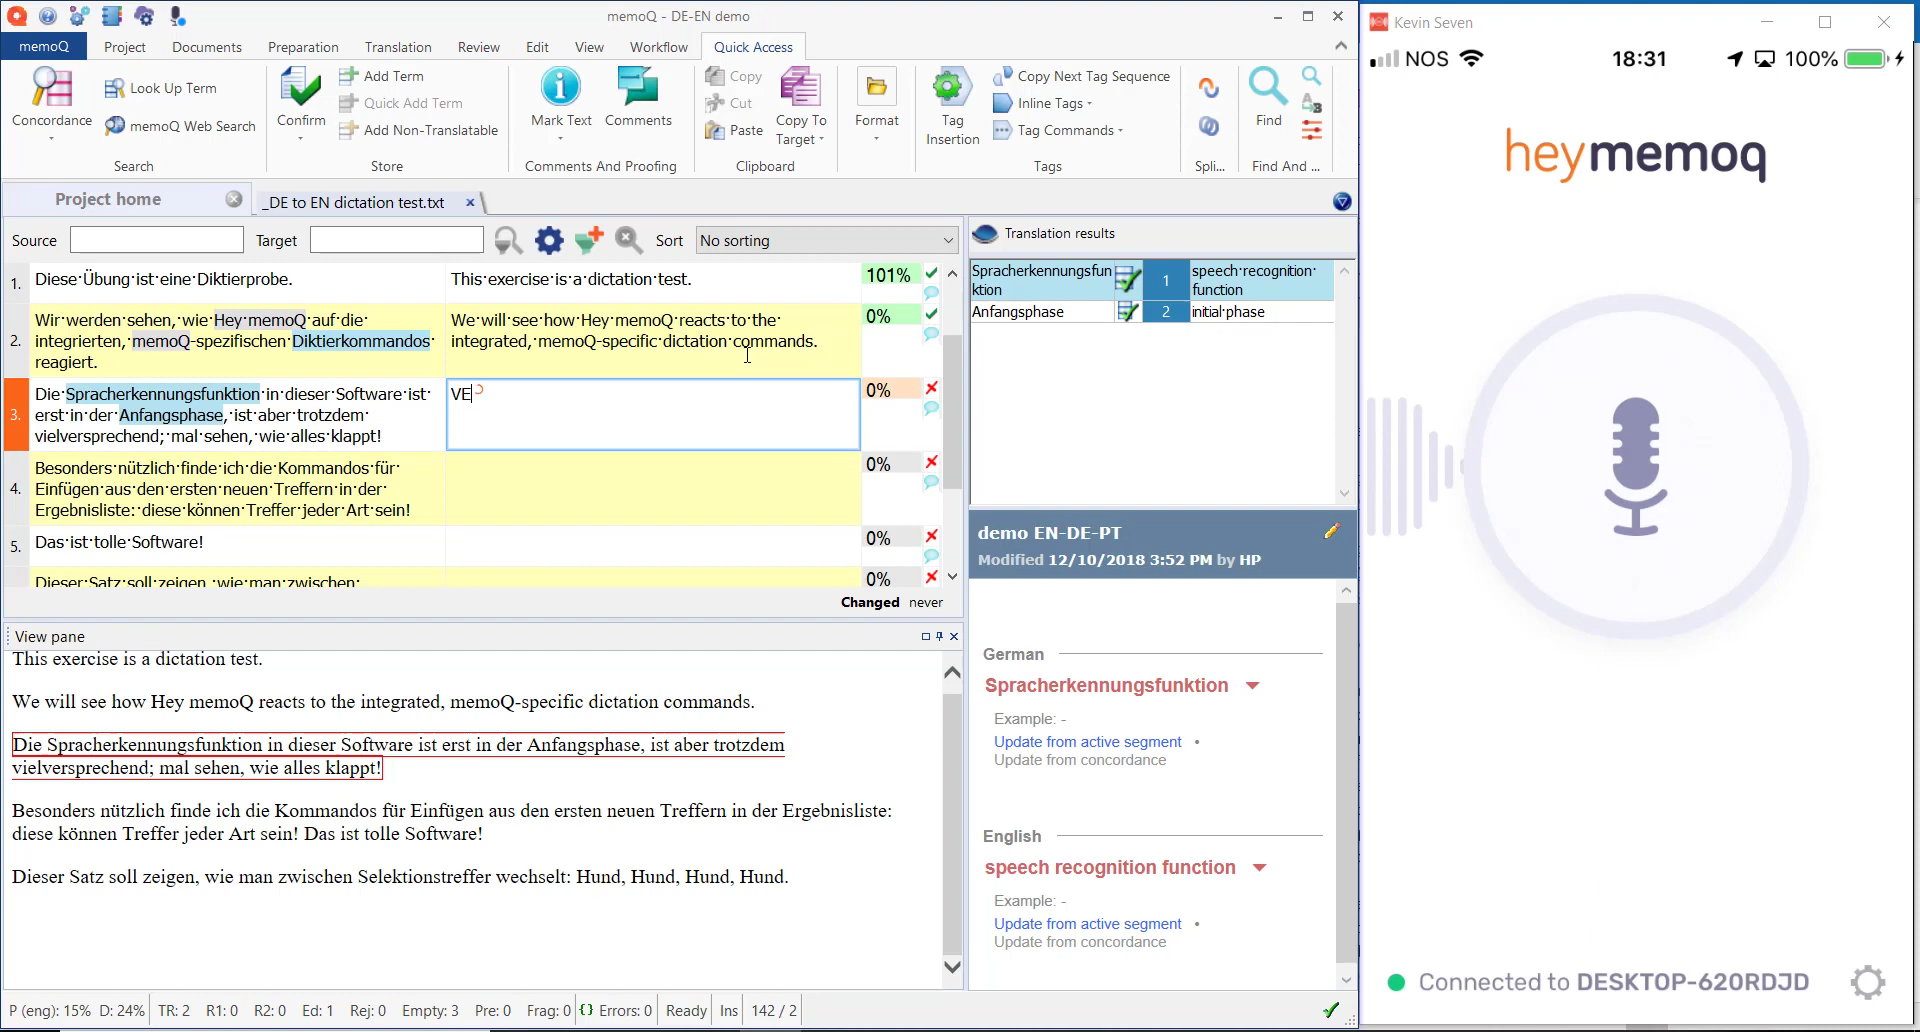 memoQ - DE-EN demo
memoQ Project Documents Preparation Translation Review Edit View Workflow Quick Access
Concordance
Look Up Term
memoQ Web Search
Search
Confirm
Add Term
Quick Add Term
Add Non-Translatable
Store
Mark Text
Comments
Comments And Proofing
Copy
Cut
Paste
Copy To
Target
Clipboard
Format
Tag
Insertion
Copy Next Tag Sequence
Inline Tags
Tag Commands
Tags
Spli...
Find
Find And ...
Project home
_DE to EN dictation test.txt
Source Target Sort No sorting
1. Diese·Übung·ist·eine·Diktierprobe. This·exercise·is·a·dictation·test. 101%
2. Wir·werden·sehen,·wie·Hey·memoQ·auf·die·
integrierten,·memoQ-spezifischen·Diktierkommandos·
reagiert.
We·will·see·how·Hey·memoQ·reacts·to·the·
integrated,·memoQ-specific·dictation·commands.
0%
3. Die·Spracherkennungsfunktion·in·dieser·Software·ist·
erst·in·der·Anfangsphase,·ist·aber·trotzdem·
vielversprechend;·mal·sehen,·wie·alles·klappt!
VE
0%
4. Besonders·nützlich·finde·ich·die·Kommandos·für·
Einfügen·aus·den·ersten·neuen·Treffern·in·der·
Ergebnisliste:·diese·können·Treffer·jeder·Art·sein!
0%
5. Das·ist·tolle·Software! 0%
Dieser·Satz·soll·zeigen,·wie·man·zwischen· 0%
Changed never
View pane
This exercise is a dictation test.
We will see how Hey memoQ reacts to the integrated, memoQ-specific dictation commands.
Die Spracherkennungsfunktion in dieser Software ist erst in der Anfangsphase, ist aber trotzdem
vielversprechend; mal sehen, wie alles klappt!
Besonders nützlich finde ich die Kommandos für Einfügen aus den ersten neuen Treffern in der Ergebnisliste:
diese können Treffer jeder Art sein! Das ist tolle Software!
Dieser Satz soll zeigen, wie man zwischen Selektionstreffer wechselt: Hund, Hund, Hund, Hund.
P (eng): 15% D: 24% TR: 2 R1: 0 R2: 0 Ed: 1 Rej: 0 Empty: 3 Pre: 0 Frag: 0 {} Errors: 0 Ready Ins 142 / 2
Translation results
Spracherkennungsfun
ktion
1
speech·recognition·
function
Anfangsphase 2 initial·phase
demo EN-DE-PT
Modified 12/10/2018 3:52 PM by HP
German
Spracherkennungsfunktion
Example: -
Update from active segment •
Update from concordance
English
speech recognition function
Example: -
Update from active segment •
Update from concordance
Kevin Seven
NOS 18:31 100%
heymemoq
Connected to DESKTOP-620RDJD